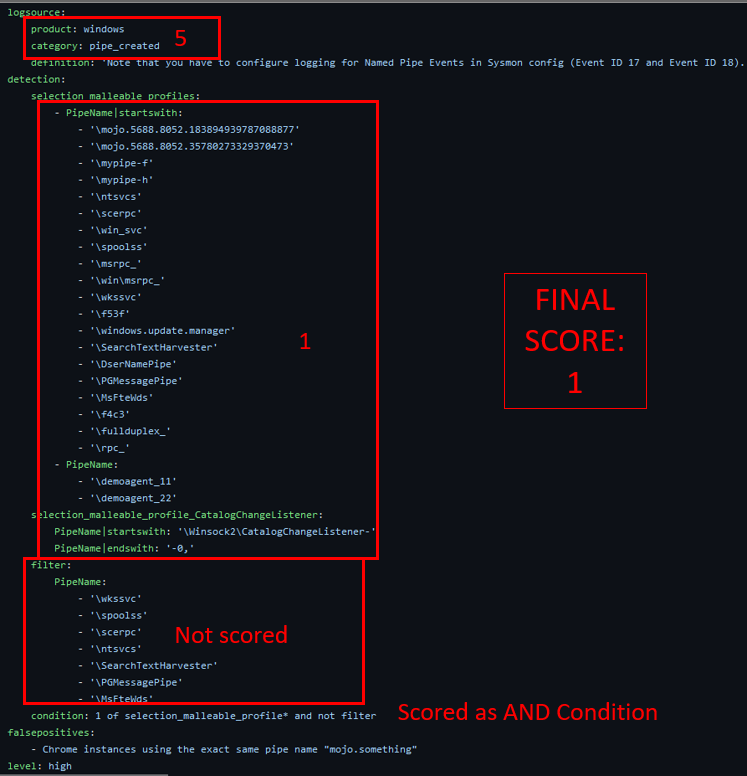 logsource:
product: windows
category: pipe_created
5
definition: 'Note that you have to configure logging for Named Pipe Events in Sysmon config (Event ID 17 and Event ID 18).
detection:
selection_malleable_profiles:
- PipeName|startswith:
- '\mojo.5688.8052.183894939787088877'
- '\mojo.5688.8052.35780273329370473'
- '\mypipe-f'
- '\mypipe-h'
- '\ntsvcs'
- '\scerpc'
- '\win_svc'
- '\spoolss'
- '\msrpc_'
- '\win\msrpc_'
- '\wkssvc'
- '\f53f'
- '\windows.update.manager'
- '\SearchTextHarvester'
- '\DserNamePipe'
- '\PGMessagePipe'
- '\MsFteWds'
- '\f4c3'
- '\fullduplex_'
- '\rpc_'
1
- PipeName:
- '\demoagent_11'
- '\demoagent_22'
selection_malleable_profile_CatalogChangeListener:
PipeName|startswith: '\Winsock2\CatalogChangeListener-'
PipeName|endswith: '-0,'
FINAL
SCORE:
1
filter:
PipeName:
- '\wkssvc'
- '\spoolss'
- '\scerpc'
- '\ntsvcs'
- '\SearchTextHarvester'
- '\PGMessagePipe'
- '\MsFteWds'
Not scored
condition: 1 of selection_malleable_profile* and not filter
Scored as AND Condition
falsepositives:
- Chrome instances using the exact same pipe name "mojo.something"
level: high